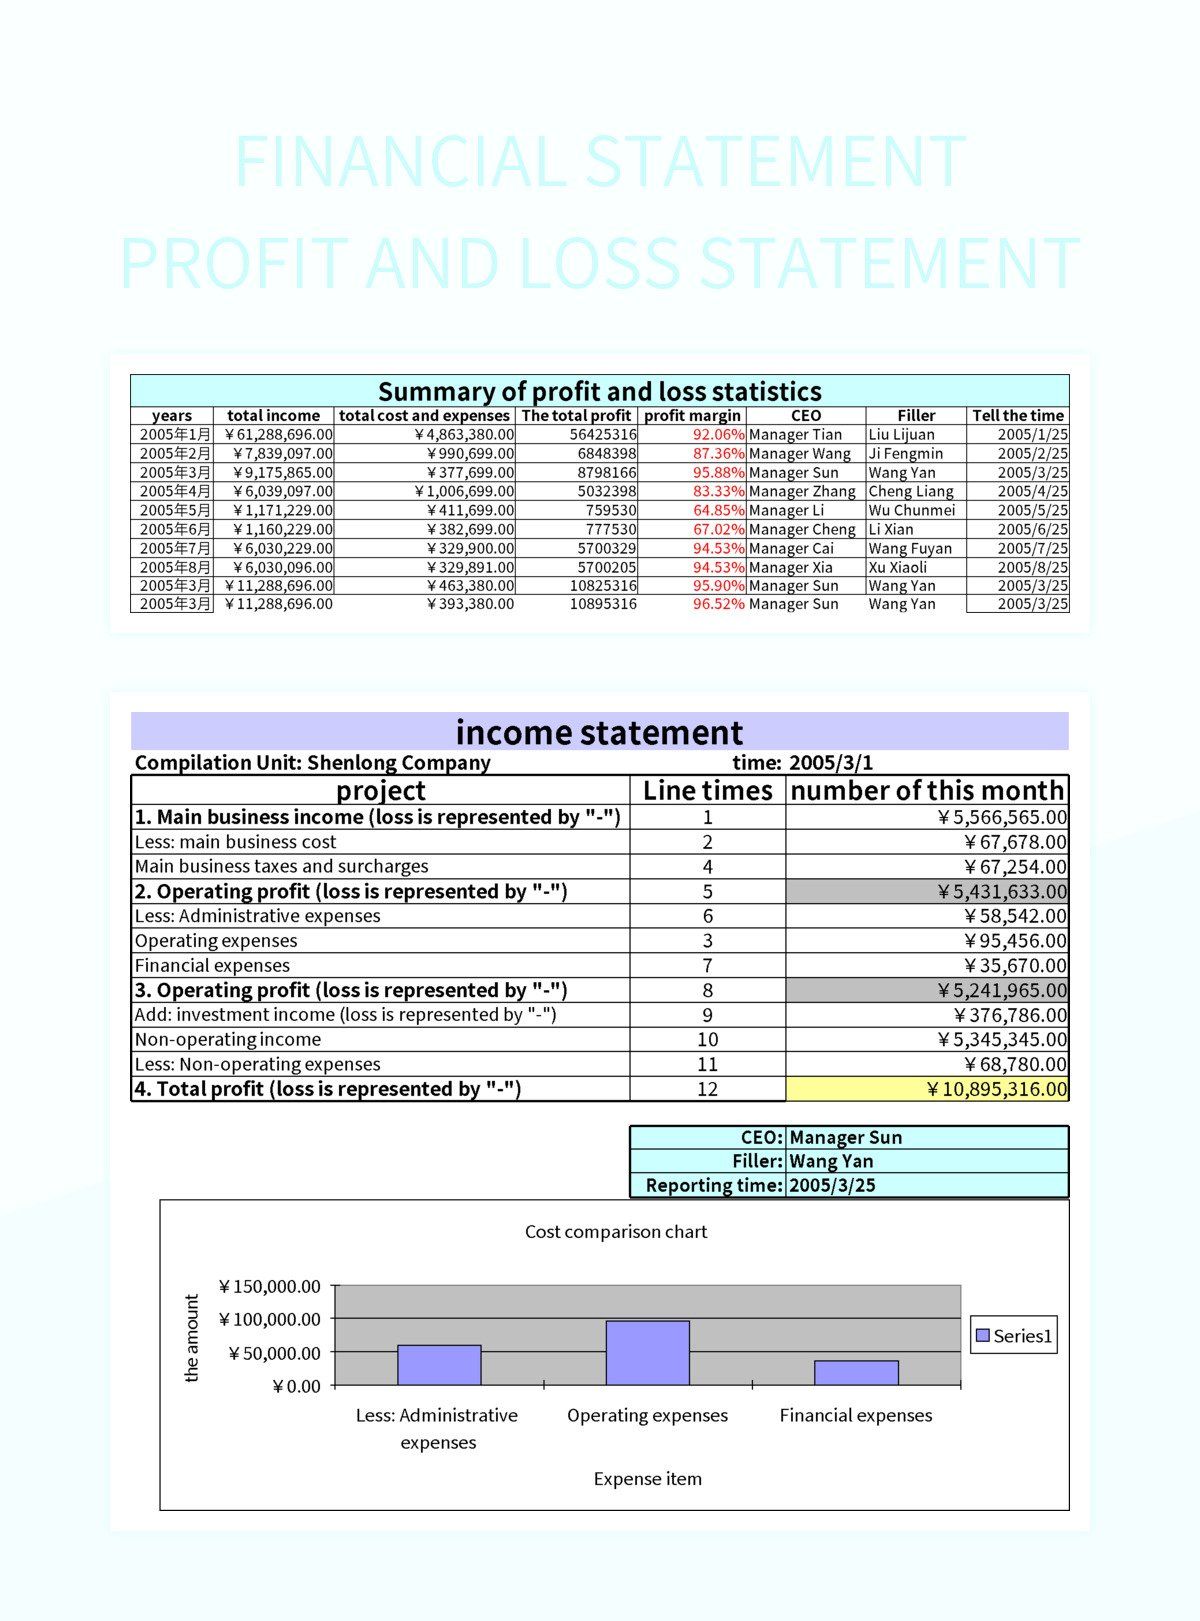 FINANCIAL STATEMENT
PROFIT AND LOSS STATEMENT
Summary of profit and loss statistics
years total income total cost and expenses The total profit profit margin CEO Filler Tell the time
2005年1月 ¥61,288,696.00 ¥4,863,380.00 56425316 92.06% Manager Tian Liu Lijuan 2005/1/25
2005年2月 ¥7,839,097.00 ¥990,699.00 6848398 87.36% Manager Wang Ji Fengmin 2005/2/25
2005年3月 ¥9,175,865.00 ¥377,699.00 8798166 95.88% Manager Sun Wang Yan 2005/3/25
2005年4月 ¥6,039,097.00 ¥1,006,699.00 5032398 83.33% Manager Zhang Cheng Liang 2005/4/25
2005年5月 ¥1,171,229.00 ¥411,699.00 759530 64.85% Manager Li Wu Chunmei 2005/5/25
2005年6月 ¥1,160,229.00 ¥382,699.00 777530 67.02% Manager Cheng Li Xian 2005/6/25
2005年7月 ¥6,030,229.00 ¥329,900.00 5700329 94.53% Manager Cai Wang Fuyan 2005/7/25
2005年8月 ¥6,030,096.00 ¥329,891.00 5700205 94.53% Manager Xia Xu Xiaoli 2005/8/25
2005年3月 ¥11,288,696.00 ¥463,380.00 10825316 95.90% Manager Sun Wang Yan 2005/3/25
2005年3月 ¥11,288,696.00 ¥393,380.00 10895316 96.52% Manager Sun Wang Yan 2005/3/25
income statement
Compilation Unit: Shenlong Company time: 2005/3/1
project Line times number of this month
1. Main business income (loss is represented by "-") 1 ¥5,566,565.00
Less: main business cost 2 ¥67,678.00
Main business taxes and surcharges 4 ¥67,254.00
2. Operating profit (loss is represented by "-") 5 ¥5,431,633.00
Less: Administrative expenses 6 ¥58,542.00
Operating expenses 3 ¥95,456.00
Financial expenses 7 ¥35,670.00
3. Operating profit (loss is represented by "-") 8 ¥5,241,965.00
Add: investment income (loss is represented by "-") 9 ¥376,786.00
Non-operating income 10 ¥5,345,345.00
Less: Non-operating expenses 11 ¥68,780.00
4. Total profit (loss is represented by "-") 12 ¥10,895,316.00
CEO: Manager Sun
Filler: Wang Yan
Reporting time: 2005/3/25
Cost comparison chart
the amount
¥150,000.00
¥100,000.00
¥50,000.00
¥0.00
Series1
Less: Administrative expenses
Operating expenses
Financial expenses
Expense item